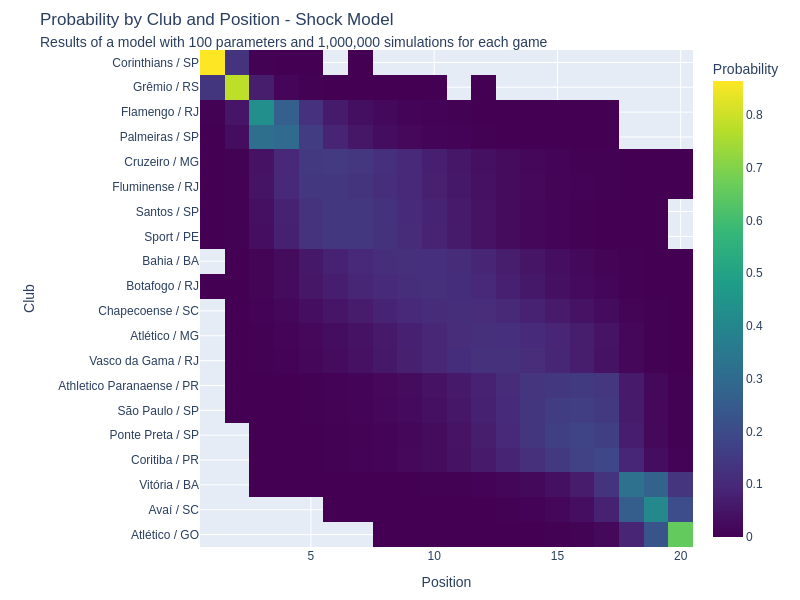 Probability by Club and Position - Shock Model
Results of a model with 100 parameters and 1,000,000 simulations for each game
Probability
Corinthians / SP
Grêmio / RS
Flamengo / RJ
Palmeiras / SP
Cruzeiro / MG
Fluminense / RJ
Santos / SP
Sport / PE
Bahia / BA
Botafogo / RJ
Chapecoense / SC
Atlético / MG
Vasco da Gama / RJ
Athletico Paranaense / PR
São Paulo / SP
Ponte Preta / SP
Coritiba / PR
Vitória / BA
Avaí / SC
Atlético / GO
Club
5
10
15
20
Position
0.8
0.7
0.6
0.5
0.4
0.3
0.2
0.1
0